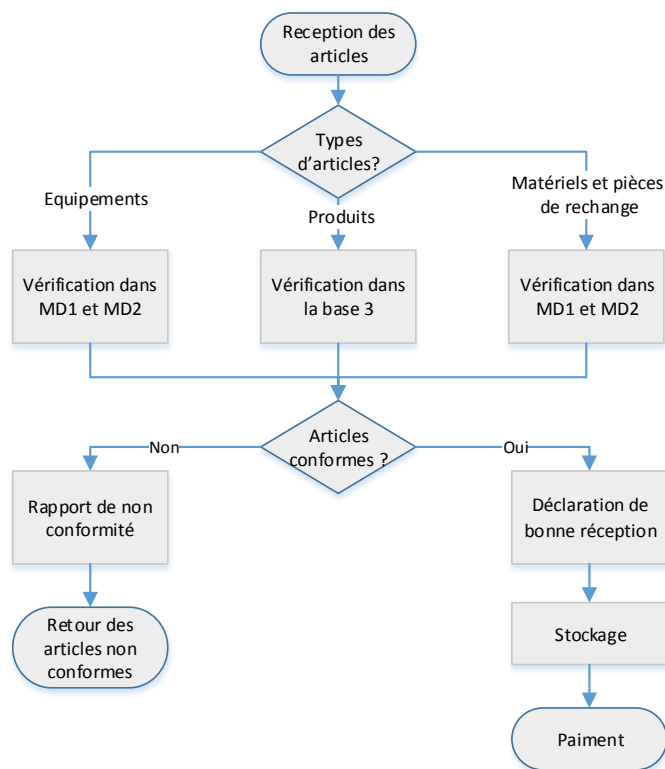 Reception des
articles
Types
d'articles?
Equipements
Produits
Matériels et pièces
de rechange
Vérification dans
MD1 et MD2
Vérification dans
la base 3
Vérification dans
MD1 et MD2
Articles
conformes ?
Non
Oui
Rapport de non
conformité
Déclaration de
bonne réception
Retour des
articles non
conformes
Stockage
Paiment